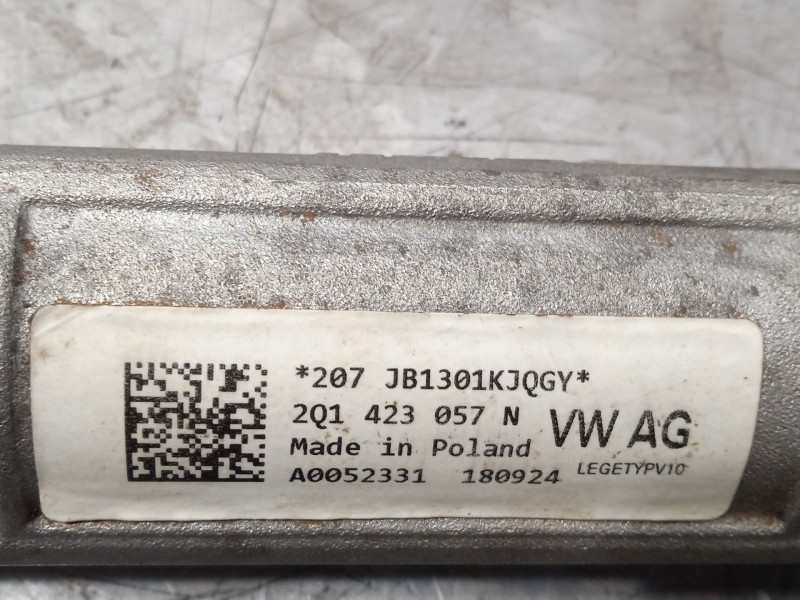 *207 JB1301KJQGY*
2Q1 423 057 N
VW AG
Made in Poland
LEGETYPV10
A0052331 180924